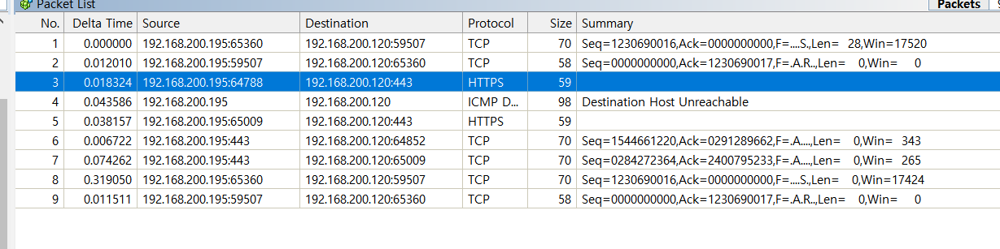 Packet List
Packets
No. Delta Time Source Destination Protocol Size Summary
1 0.000000 192.168.200.195:65360 192.168.200.120:59507 TCP 70 Seq=1230690016,Ack=0000000000,F=....S.,Len= 28,Win=17520
2 0.012010 192.168.200.195:59507 192.168.200.120:65360 TCP 58 Seq=0000000000,Ack=1230690017,F=.A.R..,Len= 0,Win= 0
3 0.018324 192.168.200.195:64788 192.168.200.120:443 HTTPS 59
4 0.043586 192.168.200.195 192.168.200.120 ICMP D... 98 Destination Host Unreachable
5 0.038157 192.168.200.195:65009 192.168.200.120:443 HTTPS 59
6 0.006722 192.168.200.195:443 192.168.200.120:64852 TCP 70 Seq=1544661220,Ack=0291289662,F=.A....,Len= 0,Win= 343
7 0.074262 192.168.200.195:443 192.168.200.120:65009 TCP 70 Seq=0284272364,Ack=2400795233,F=.A....,Len= 0,Win= 265
8 0.319050 192.168.200.195:65360 192.168.200.120:59507 TCP 70 Seq=1230690016,Ack=0000000000,F=....S.,Len= 0,Win=17424
9 0.011511 192.168.200.195:59507 192.168.200.120:65360 TCP 58 Seq=0000000000,Ack=1230690017,F=.A.R..,Len= 0,Win= 0